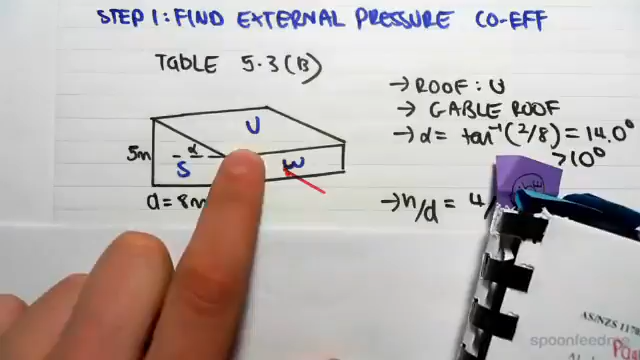 STEP 1: FIND EXTERNAL PRESSURE CO-EFF
TABLE 5.3(B)
→ ROOF: U
→ GABLE ROOF
→ α = tan⁻¹(2/8) = 14.0°
>10°
U
5m
α
S
W
d = 8m
→ h/d = 4/
AS/NZS 1170
spoonfeedme